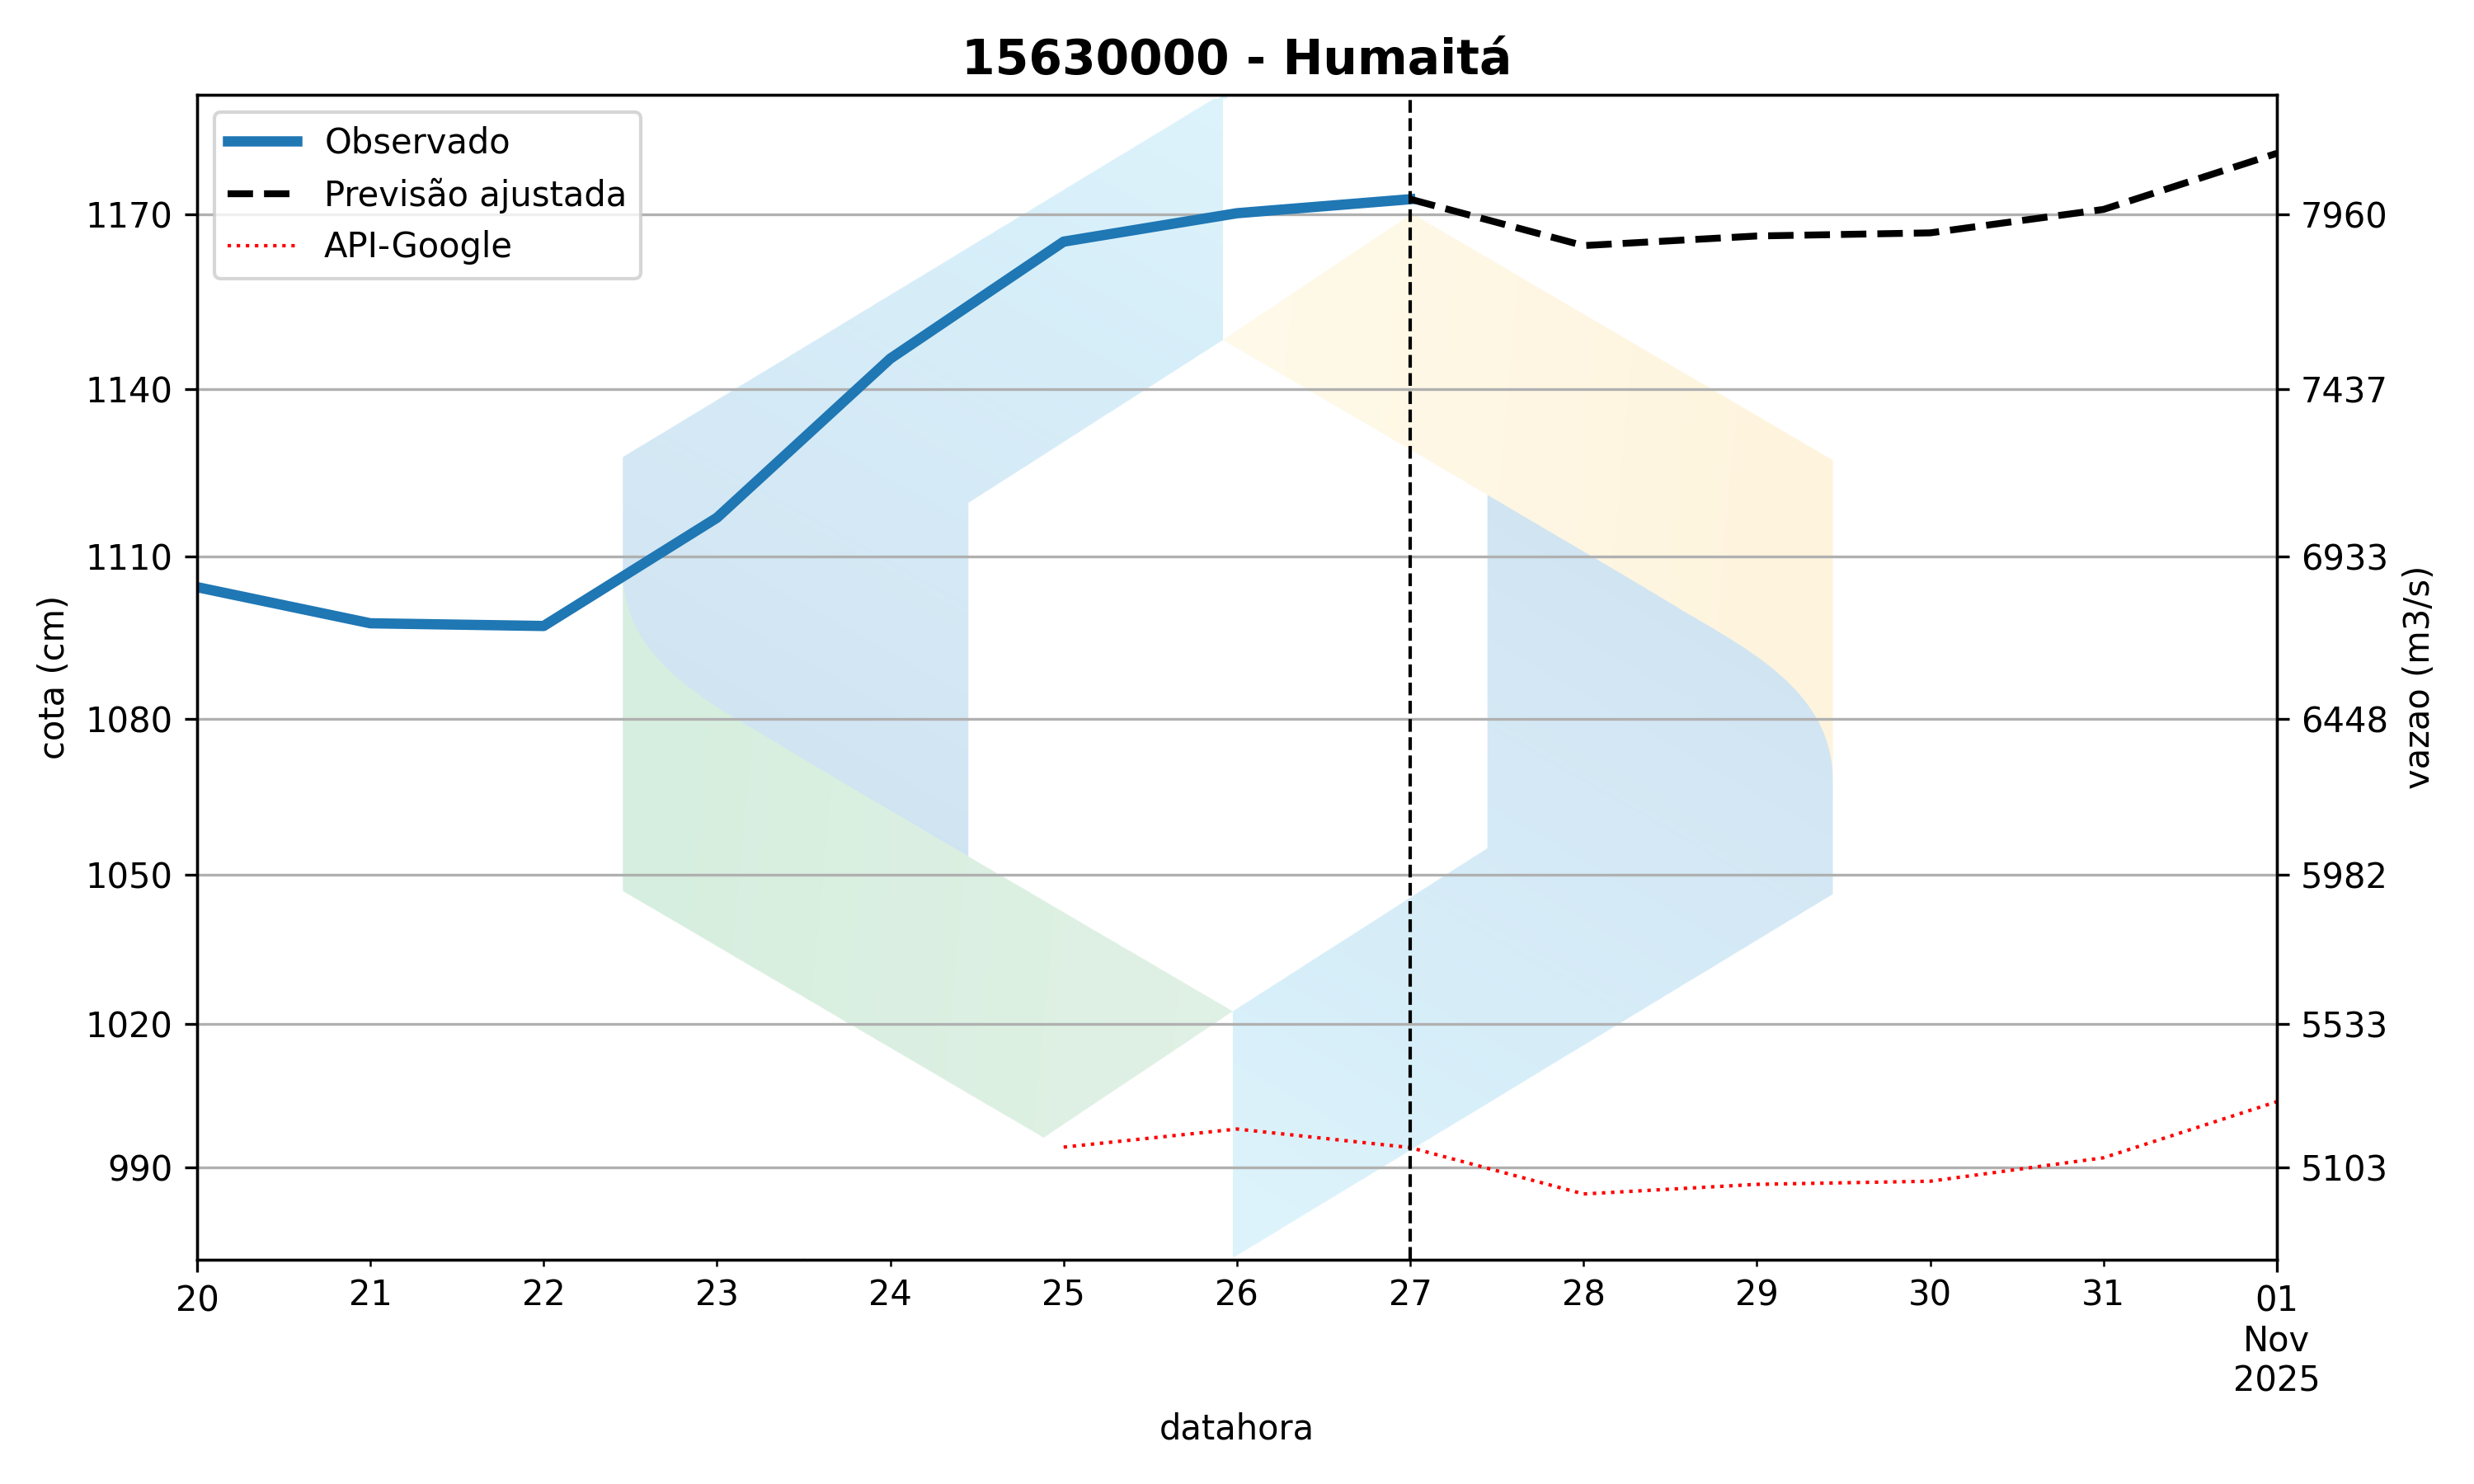 15630000 - Humaitá
Observado
Previsão ajustada
API-Google
1170
1140
1110
1080
1050
1020
990
cota (cm)
7960
7437
6933
6448
5982
5533
5103
vazao (m3/s)
20 21 22 23 24 25 26 27 28 29 30 31 01
Nov
2025
datahora